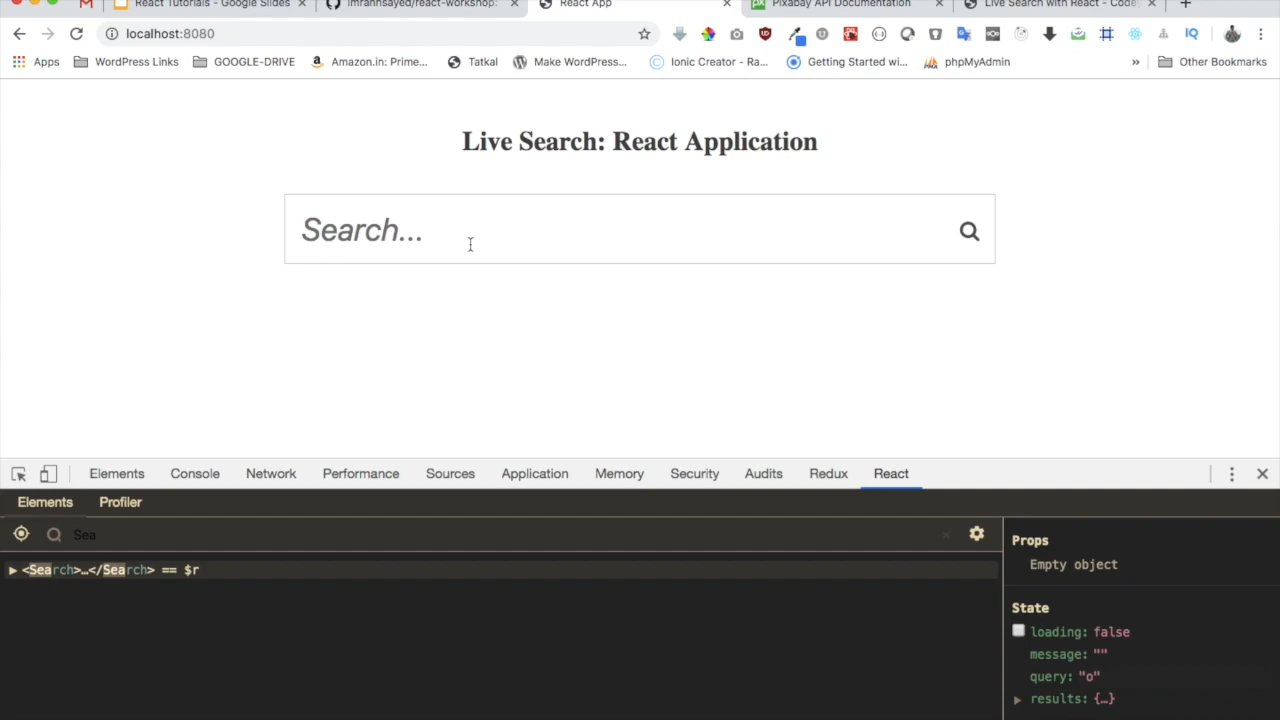 React Tutorials - Google Slides
imrannsayed/react-workshop:
React App
Pixabay API Documentation
Live Search with React - Code
localhost:8080
Apps
WordPress Links
GOOGLE-DRIVE
Amazon.in: Prime...
Tatkal
Make WordPress...
Ionic Creator - Ra...
Getting Started wi...
phpMyAdmin
»
Other Bookmarks
Live Search: React Application
Search...
Elements
Console
Network
Performance
Sources
Application
Memory
Security
Audits
Redux
React
Elements
Profiler
Sea
<Search>…</Search> == $r
Props
Empty object
State
loading: false
message: ""
query: "o"
results: {…}